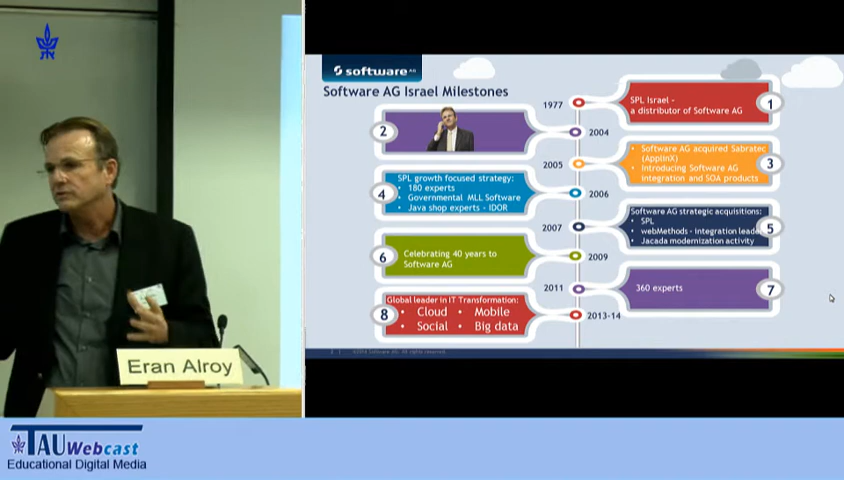 software AG
Software AG Israel Milestones
1977
SPL Israel -
a distributor of Software AG
1
2
2004
2005
Software AG acquired Sabratec
(ApplinX)
Introducing Software AG
integration and SOA products
3
SPL growth focused strategy:
180 experts
Governmental MLL Software
Java shop experts - IDOR
4
2006
2007
Software AG strategic acquisitions:
SPL
webMethods - integration leade
Jacada modernization activity
5
6
Celebrating 40 years to
Software AG
2009
2011
360 experts
7
8
Global leader in IT Transformation:
Cloud • Mobile
Social • Big data
2013-14
Eran Alroy
TAU Webcast
Educational Digital Media